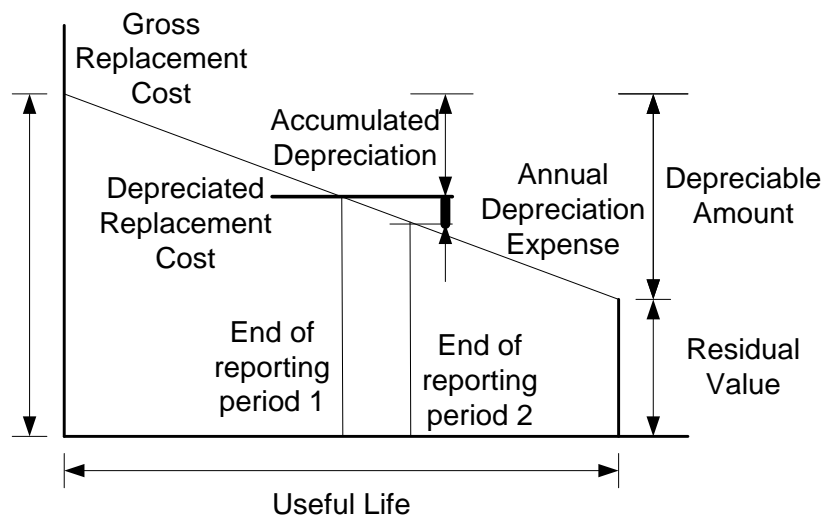 Gross
Replacement
Cost
Accumulated
Depreciation
Depreciated
Replacement
Cost
Annual
Depreciation
Expense
Depreciable
Amount
End of
reporting
period 1
End of
reporting
period 2
Residual
Value
Useful Life